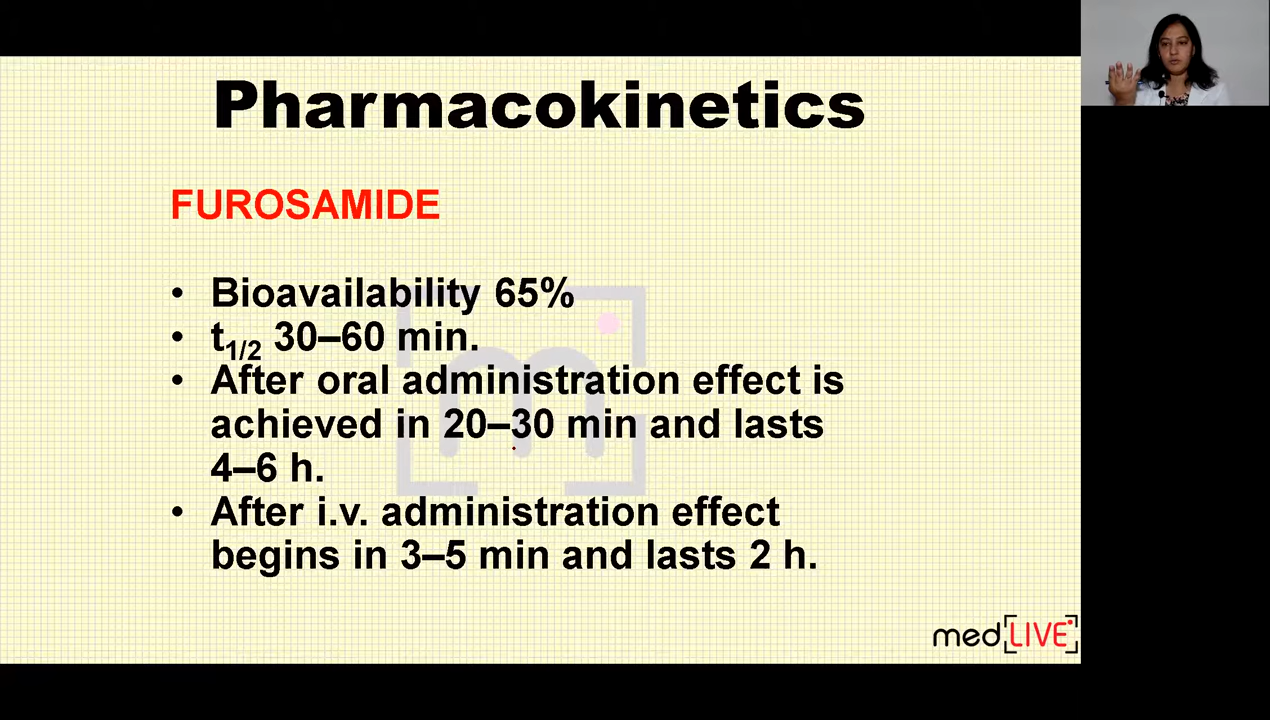 Pharmacokinetics
FUROSAMIDE
• Bioavailability 65%
• t1/2 30–60 min.
• After oral administration effect is
achieved in 20–30 min and lasts
4–6 h.
• After i.v. administration effect
begins in 3–5 min and lasts 2 h.
med LIVE